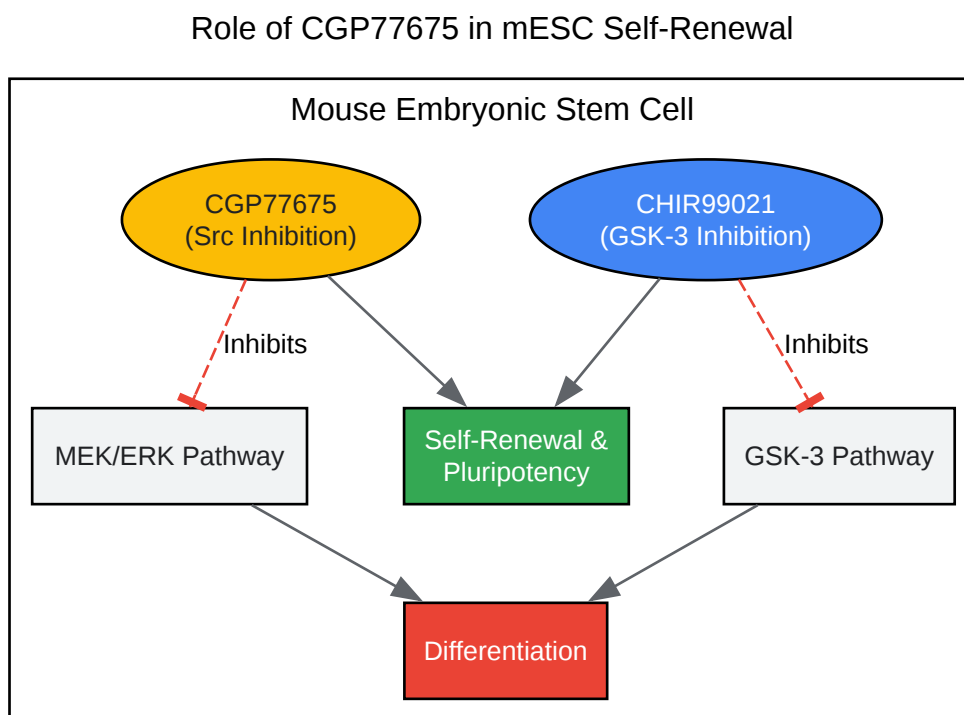 Role of CGP77675 in mESC Self-Renewal
Mouse Embryonic Stem Cell
CGP77675
(Src Inhibition)
CHIR99021
(GSK-3 Inhibition)
Inhibits
Inhibits
MEK/ERK Pathway
Self-Renewal &
Pluripotency
GSK-3 Pathway
Differentiation